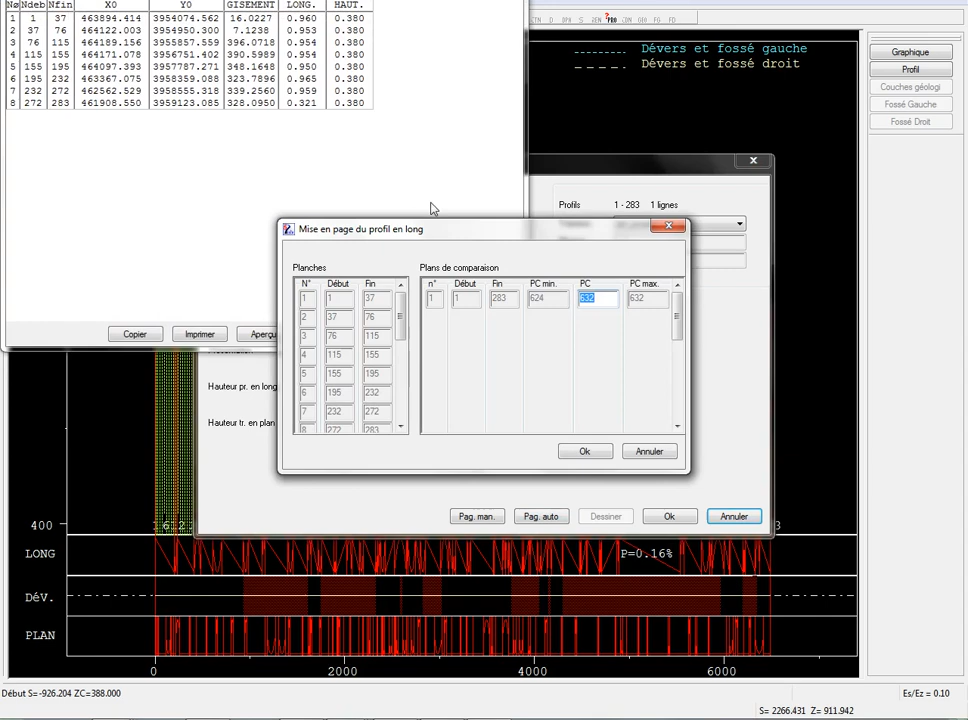 Nø Ndeb Nfin X0 Y0 GISEMENT LONG. HAUT.
1 1 37 463894.414 3954074.562 16.0227 0.960 0.380
2 37 76 464122.003 3954950.300 7.1238 0.953 0.380
3 76 115 464189.156 3955857.559 396.0718 0.954 0.380
4 115 155 464171.078 3956751.402 390.5989 0.954 0.380
5 155 195 464097.393 3957787.271 348.1648 0.950 0.380
6 195 232 463367.075 3958359.088 323.7896 0.965 0.380
7 232 272 462562.529 3958555.318 339.2560 0.959 0.380
8 272 283 461908.550 3959123.085 328.0950 0.321 0.380
Copier Imprimer Aperçu
Dévers et fossé gauche
Dévers et fossé droit
Graphique
Profil
Couches géologi
Fossé Gauche
Fossé Droit
Profils 1 - 283 1 lignes
Mise en page du profil en long
Planches Plans de comparaison
N° Début Fin n° Début Fin PC min. PC PC max.
1 1 37 1 1 283 624 632 632
2 37 76
3 76 115
4 115 155
5 155 195
6 195 232
7 232 272
8 272 283
Ok Annuler
Hauteur pr. en long
Hauteur tr. en plan
Pag. man. Pag. auto Dessiner Ok Annuler
400
LONG P=0.16%
DéV.
PLAN
0 2000 4000 6000
Début S=-926.204 ZC=388.000 Es/Ez = 0.10
S= 2266.431 Z= 911.942